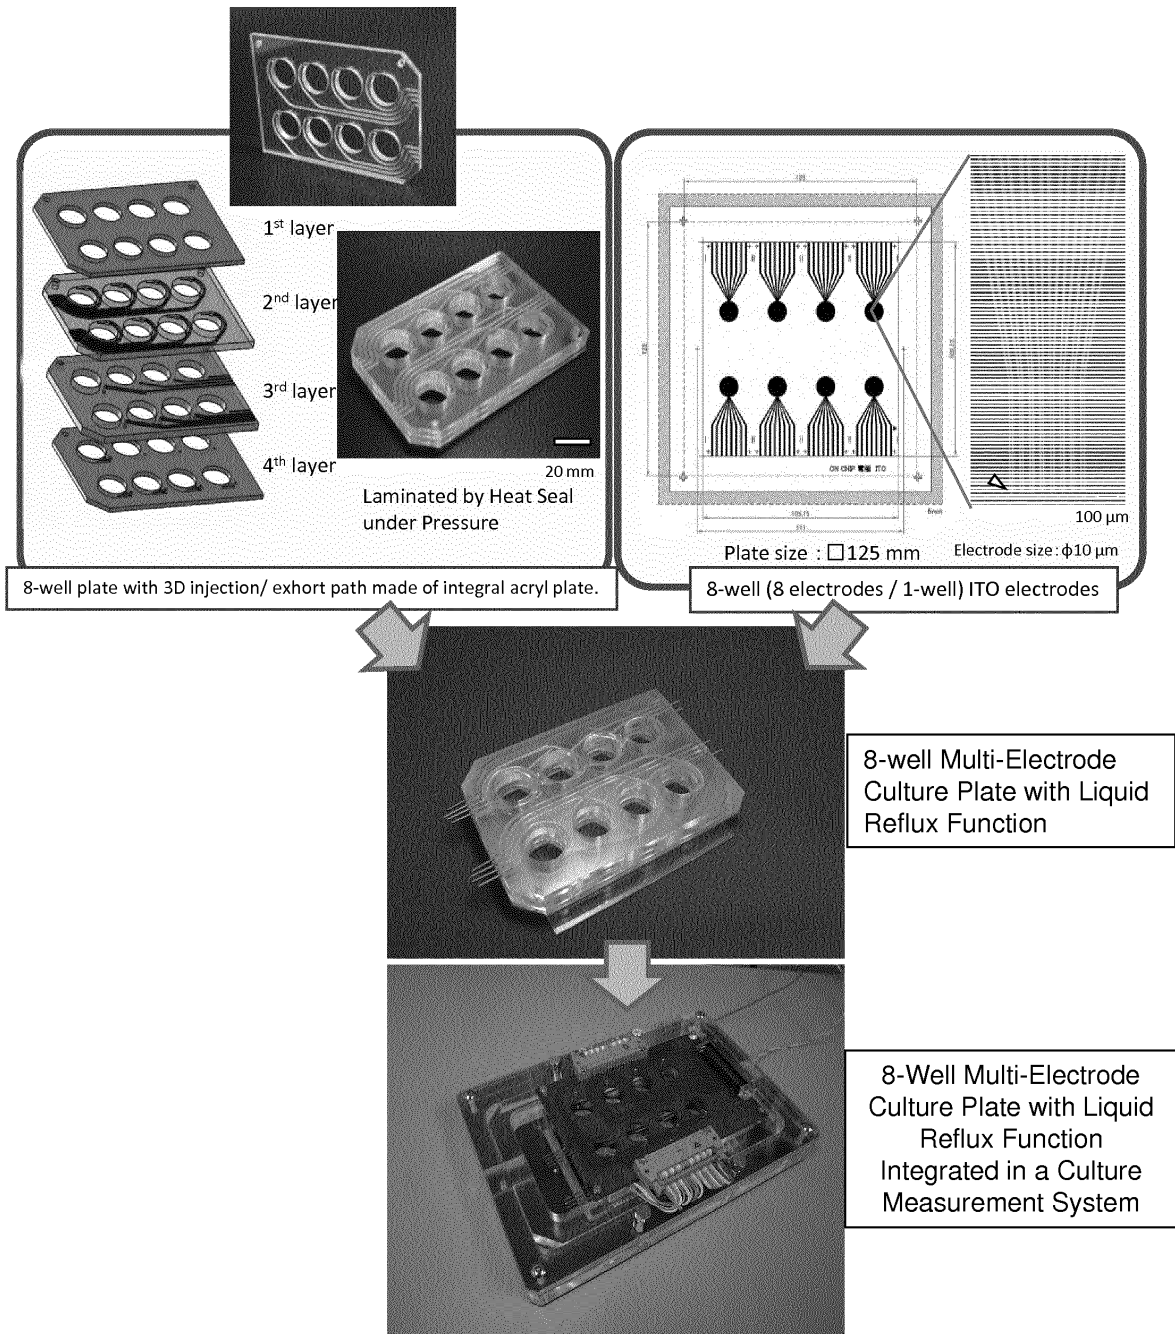 1st layer
2nd layer
3rd layer
4th layer
20 mm
Laminated by Heat Seal
under Pressure
8-well plate with 3D injection/ exhort path made of integral acryl plate.
ON CHIP 電極 ITO
100 μm
Plate size : □125 mm
Electrode size : ϕ10 μm
8-well (8 electrodes / 1-well) ITO electrodes
8-well Multi-Electrode
Culture Plate with Liquid
Reflux Function
8-Well Multi-Electrode
Culture Plate with Liquid
Reflux Function
Integrated in a Culture
Measurement System